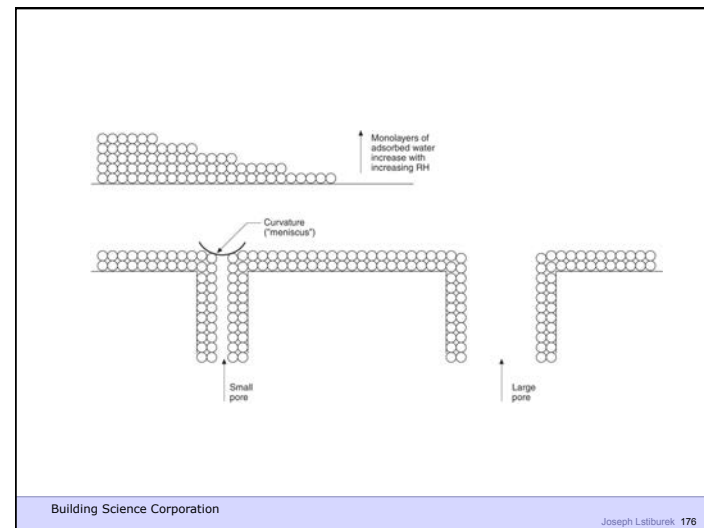 Monolayers of
adsorbed water
increase with
increasing RH
Curvature
("meniscus")
Small
pore
Large
pore
Building Science Corporation
Joseph Lstiburek 176